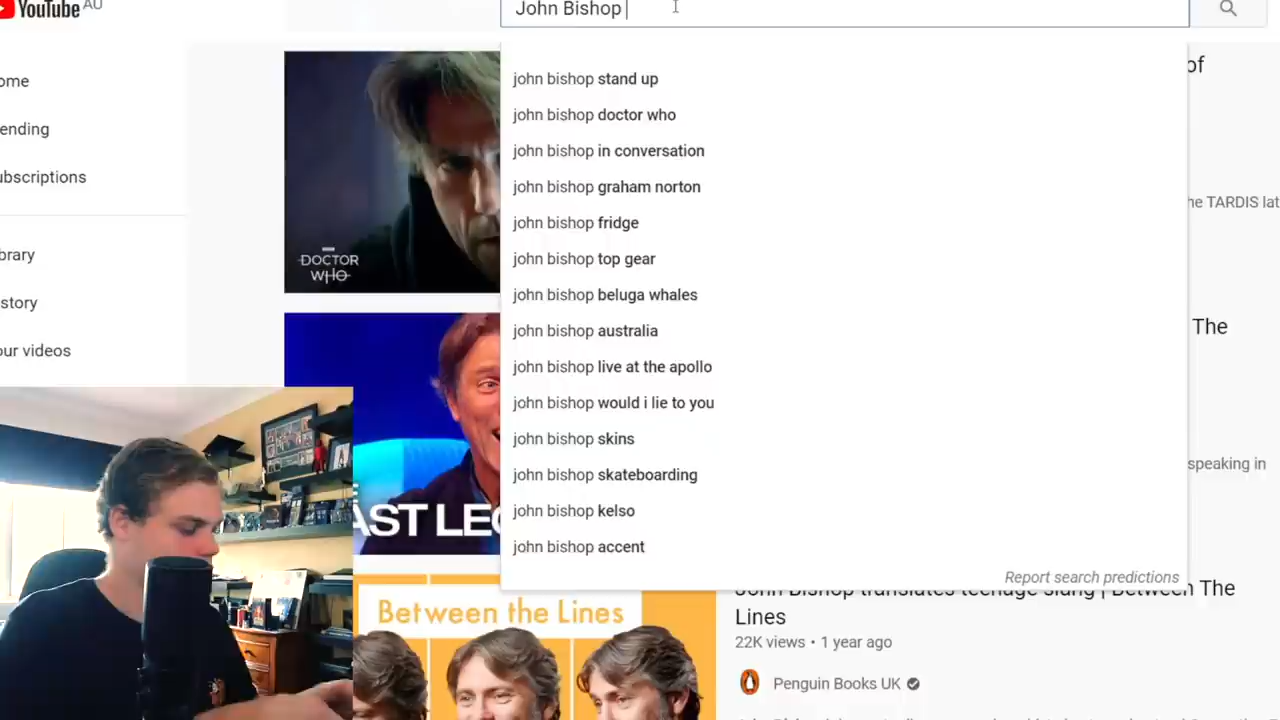 YouTube AU
John Bishop
ome
ending
ubscriptions
brary
story
our videos
john bishop stand up
john bishop doctor who
john bishop in conversation
john bishop graham norton
john bishop fridge
john bishop top gear
john bishop beluga whales
john bishop australia
john bishop live at the apollo
john bishop would i lie to you
john bishop skins
john bishop skateboarding
john bishop kelso
john bishop accent
Report search predictions
of
he TARDIS lat
The
speaking in
DOCTOR
WHO
AST LEG
Between the Lines
John Bishop translates teenage slang | Between The
Lines
22K views • 1 year ago
Penguin Books UK